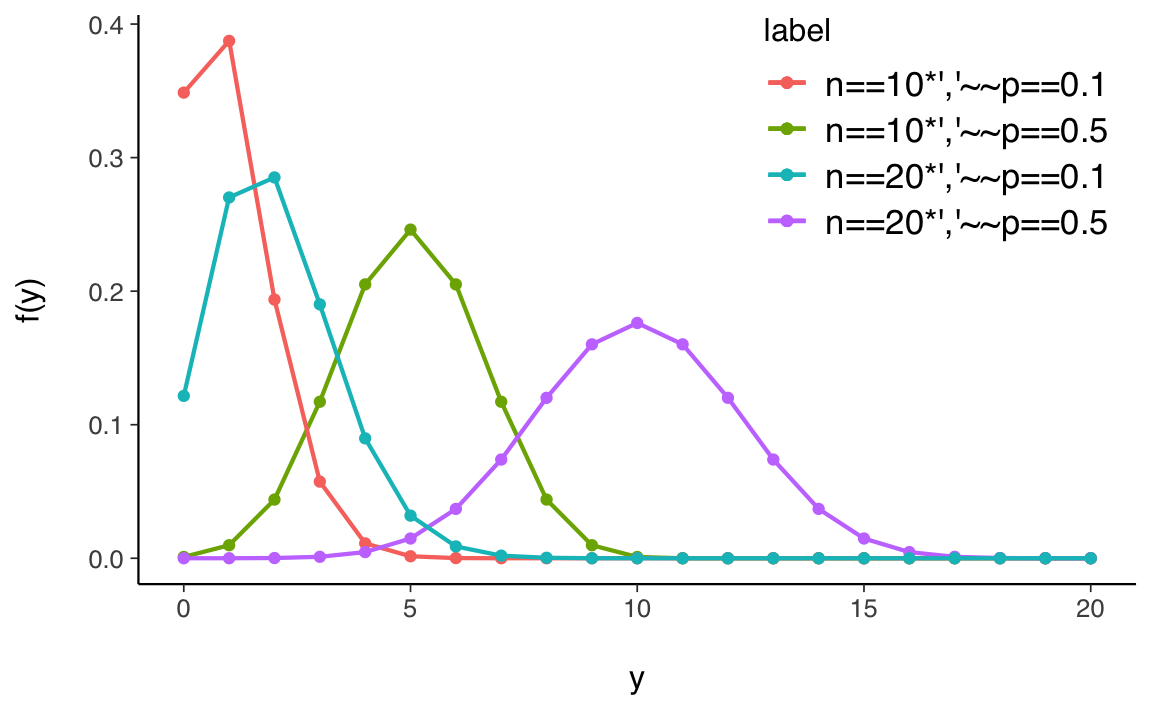 label
n==10*','~~p==0.1
n==10*','~~p==0.5
n==20*','~~p==0.1
n==20*','~~p==0.5
f(y)
0.4
0.3
0.2
0.1
0.0
0 5 10 15 20
y